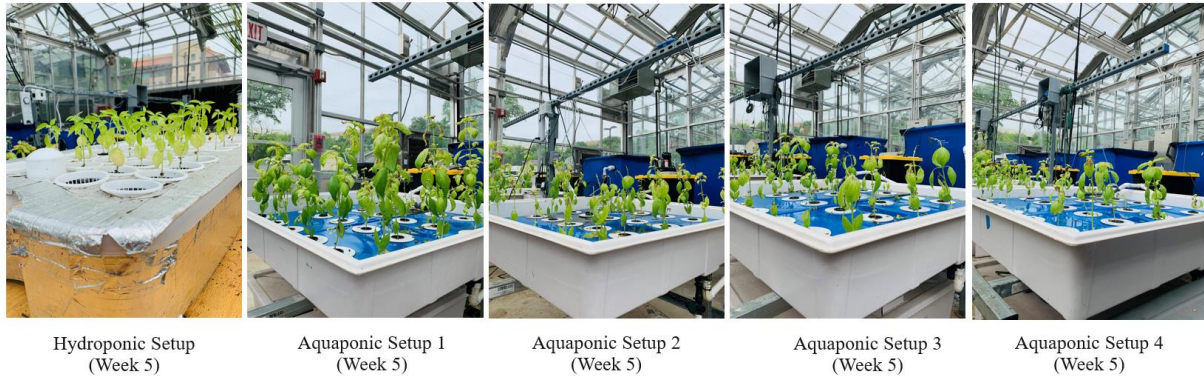 EXIT
Hydroponic Setup
(Week 5)
Aquaponic Setup 1
(Week 5)
Aquaponic Setup 2
(Week 5)
Aquaponic Setup 3
(Week 5)
Aquaponic Setup 4
(Week 5)